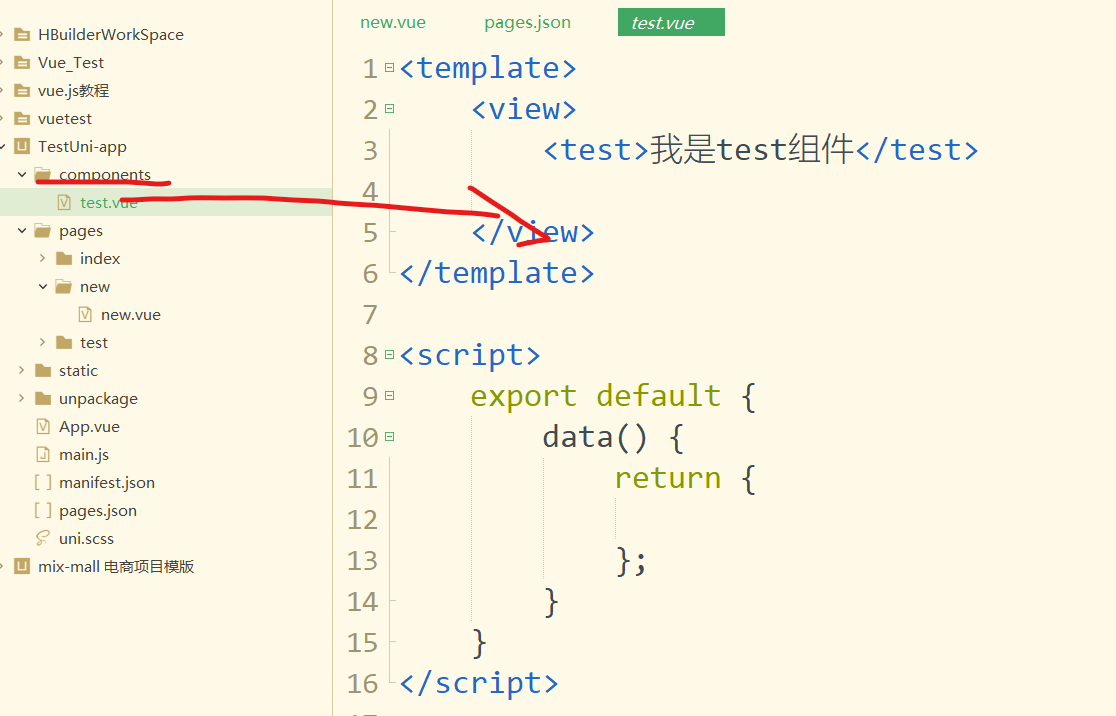 HBuilderWorkSpace
Vue_Test
vue.js教程
vuetest
TestUni-app
components
test.vue
pages
index
new
new.vue
test
static
unpackage
App.vue
main.js
manifest.json
pages.json
uni.scss
mix-mall 电商项目模版
new.vue pages.json test.vue
1 <template>
2 <view>
3 <test>我是test组件</test>
4
5 </view>
6 </template>
7
8 <script>
9 export default {
10 data() {
11 return {
12
13 };
14 }
15 }
16 </script>